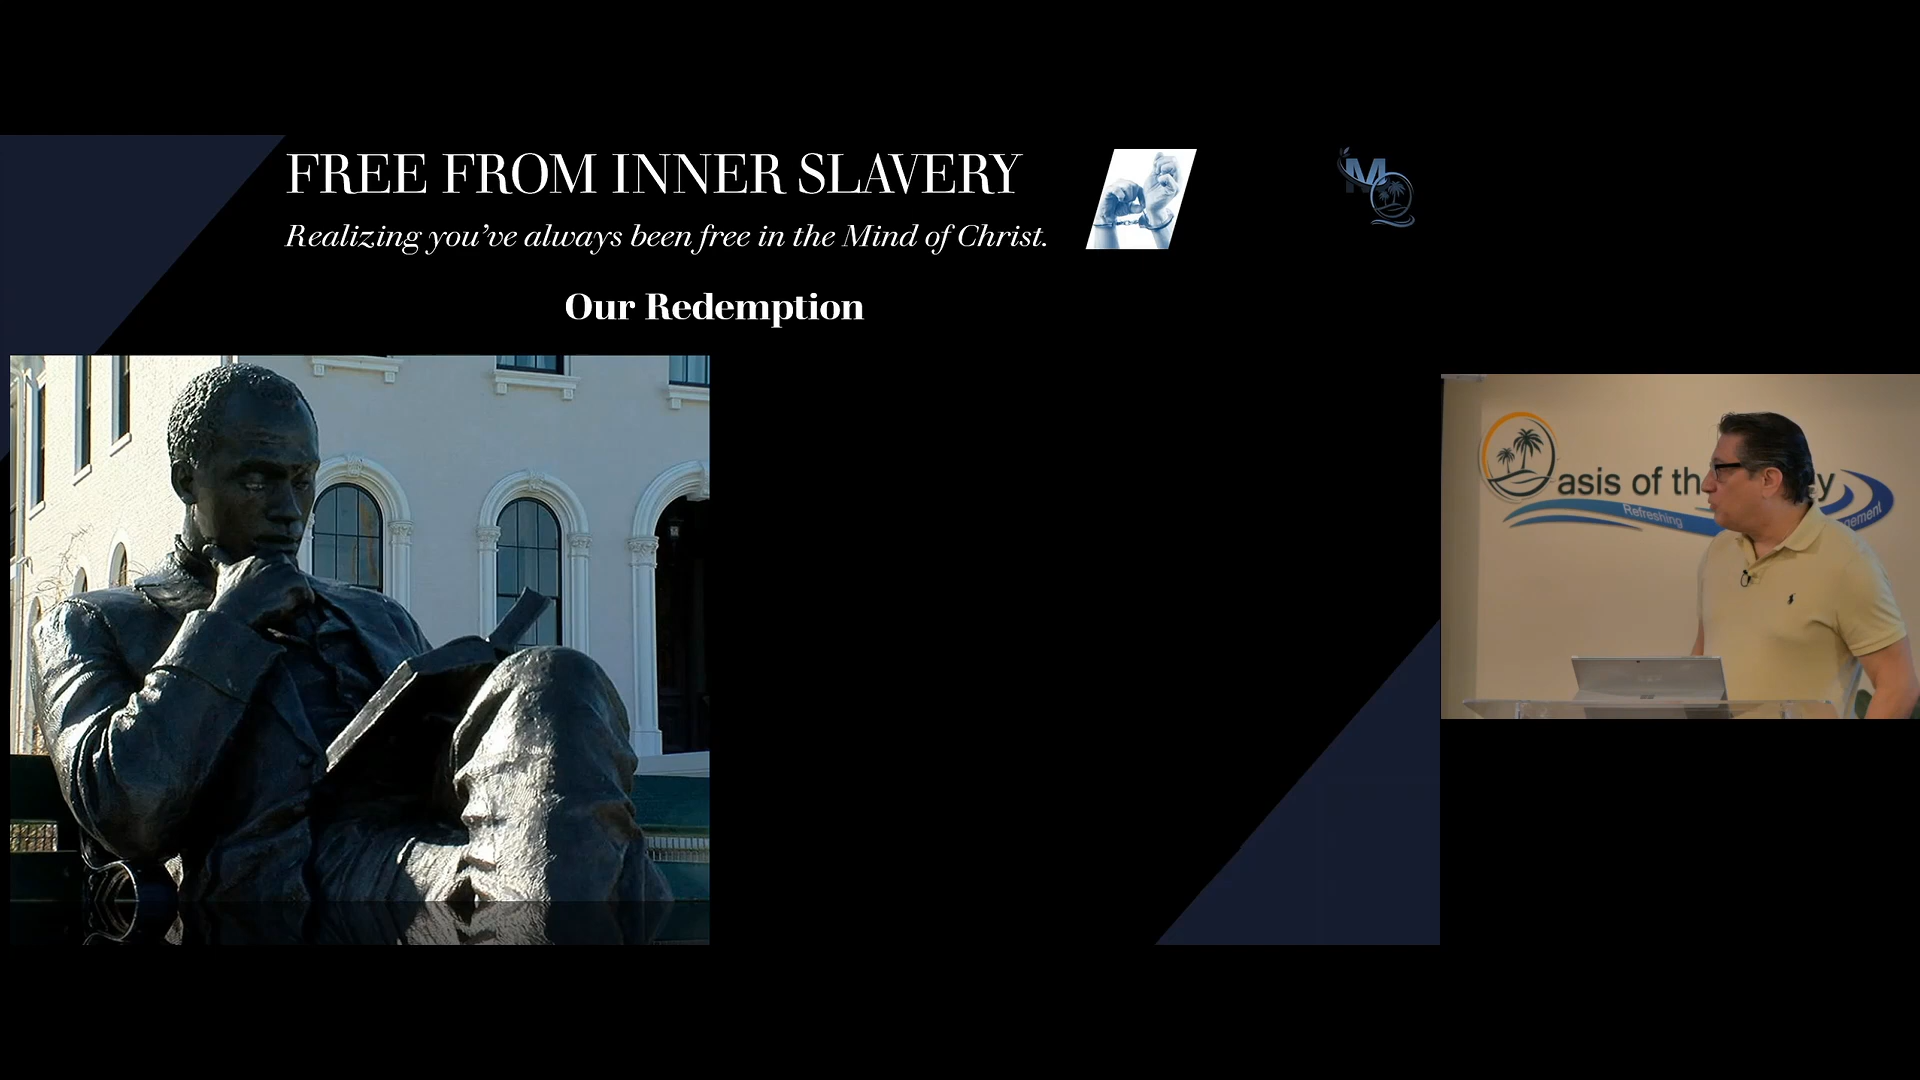 FREE FROM INNER SLAVERY
Realizing you've always been free in the Mind of Christ.
Our Redemption
M
asis of th y
Refreshing